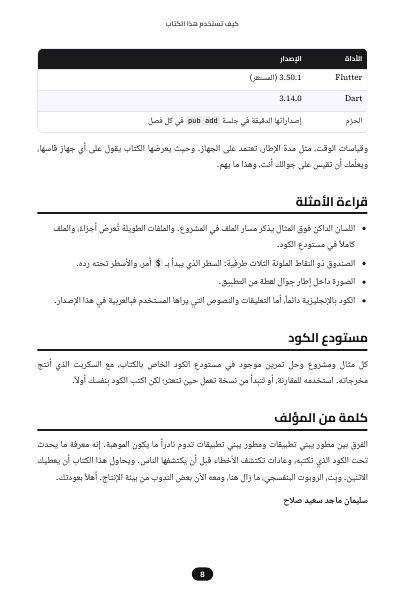 كيف تستخدم هذا الكتاب
الأداة الإصدار
Flutter 3.50.1 (المستقر)
Dart 3.14.0
الحزم إصداراتها الدقيقة في جلسة pub add في كل فصل
وقياسات الوقت، مثل مدة الإطار، تعتمد على الجهاز. وحيث يعرضها الكتاب يقول على أي جهاز قاسها،
ويعلّمك أن تقيس على جوالك أنت، وهذا ما يهم.
قراءة الأمثلة
• اللسان الداكن فوق المثال يذكر مسار الملف في المشروع. والملفات الطويلة تُعرض أجزاءً، والملف
كاملاً في مستودع الكود.
• الصندوق ذو النقاط الملونة الثلاث طرفية: السطر الذي يبدأ بـ $ أمر، والأسطر تحته رده.
• الصورة داخل إطار جوال لقطة من التطبيق.
• الكود بالإنجليزية دائماً، أما التعليقات والنصوص التي يراها المستخدم فبالعربية في هذا الإصدار.
مستودع الكود
كل مثال ومشروع وحل تمرين موجود في مستودع الكود الخاص بالكتاب، مع السكربت الذي أنتج
مخرجاته. استخدمه للمقارنة، أو لتبدأ من نسخة تعمل حين تتعثر؛ لكن اكتب الكود بنفسك أولاً.
كلمة من المؤلف
الفرق بين مطور يبني تطبيقات ومطور يبني تطبيقات تدوم نادراً ما يكون الموهبة. إنه معرفة ما يحدث
تحت الكود الذي تكتبه، وعادات تكتشف الأخطاء قبل أن يكتشفها الناس. ويحاول هذا الكتاب أن يعطيك
الاثنين. وبِت، الروبوت البنفسجي، ما زال هنا، ومعه الآن بعض الندوب من بيئة الإنتاج. أهلاً بعودتك.
سليمان ماجد سعيد صلاح
8